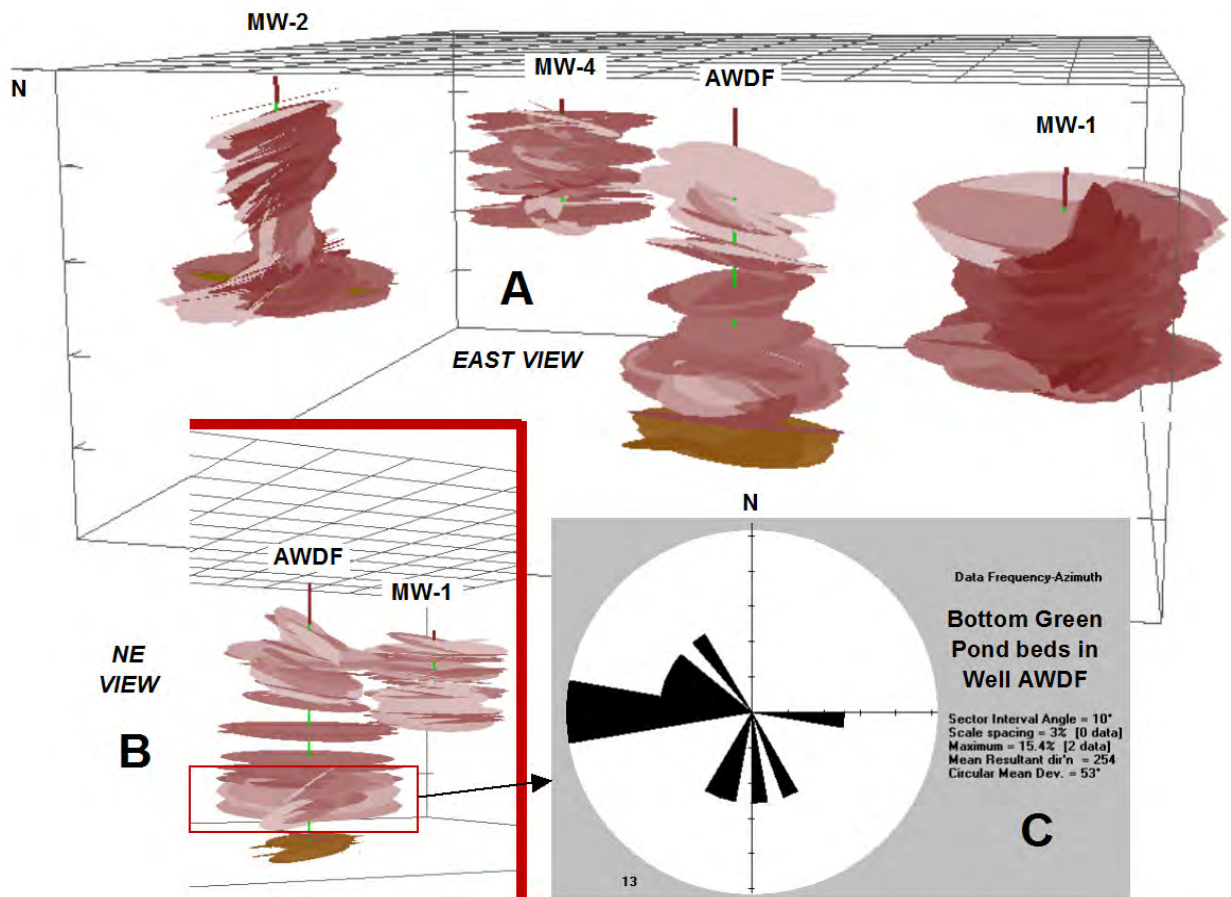 MW-2
N
MW-4
AWDF
MW-1
A
EAST VIEW
AWDF
MW-1
NE
VIEW
B
N
Data Frequency-Azimuth
Bottom Green
Pond beds in
Well AWDF
Sector Interval Angle = 10°
Scale spacing = 3% [0 data]
Maximum = 15.4% [2 data]
Mean Resultant dir'n = 254
Circular Mean Dev. = 53°
C
13